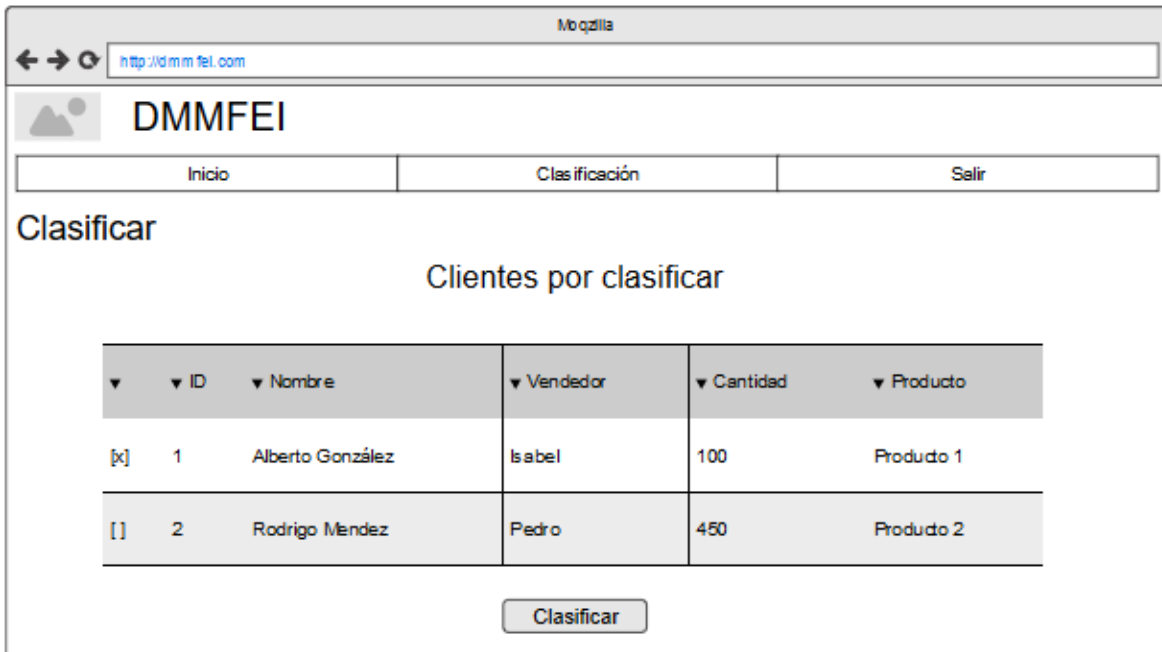 Moqzilla
http://dmmfei.com
DMMFEI
Inicio Clasificación Salir
Clasificar
Clientes por clasificar
▼ ▼ ID ▼ Nombre ▼ Vendedor ▼ Cantidad ▼ Producto
[x] 1 Alberto González Isabel 100 Producto 1
[ ] 2 Rodrigo Mendez Pedro 450 Producto 2
Clasificar